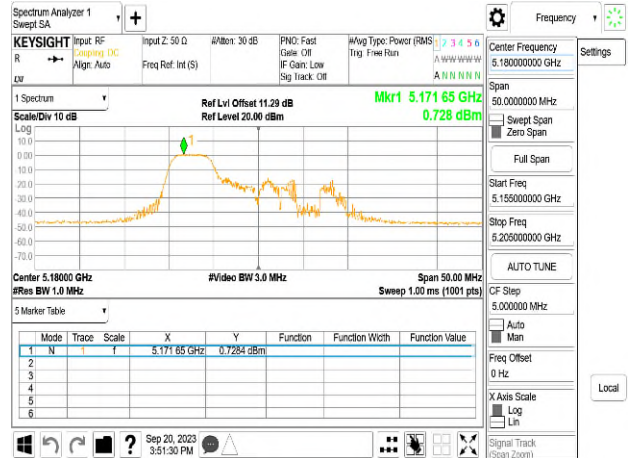 Spectrum Analyzer 1
Swept SA
+
Frequency
KEYSIGHT
Input: RF
Input Z: 50 Ω
#Atten: 30 dB
PNO: Fast
#Avg Type: Power (RMS
1 2 3 4 5 6
R
Coupling: DC
Gate: Off
Trig: Free Run
A W W W W W
Align: Auto
Freq Ref: Int (S)
IF Gain: Low
Sig Track: Off
A N N N N N
LXI
1 Spectrum
Ref Lvl Offset 11.29 dB
Mkr1 5.171 65 GHz
Scale/Div 10 dB
Ref Level 20.00 dBm
0.728 dBm
Log
1
10.0
0.00
-10.0
-20.0
-30.0
-40.0
-50.0
-60.0
-70.0
Center 5.18000 GHz
#Video BW 3.0 MHz
Span 50.00 MHz
#Res BW 1.0 MHz
Sweep 1.00 ms (1001 pts)
5 Marker Table
Mode Trace Scale X Y Function Function Width Function Value
1 N 1 f 5.171 65 GHz 0.7284 dBm
2
3
4
5
6
?
Sep 20, 2023
3:51:30 PM
Center Frequency
5.180000000 GHz
Settings
Span
50.0000000 MHz
Swept Span
Zero Span
Full Span
Start Freq
5.155000000 GHz
Stop Freq
5.205000000 GHz
AUTO TUNE
CF Step
5.000000 MHz
Auto
Man
Freq Offset
0 Hz
X Axis Scale
Log
Lin
Local
Signal Track
(Span Zoom)